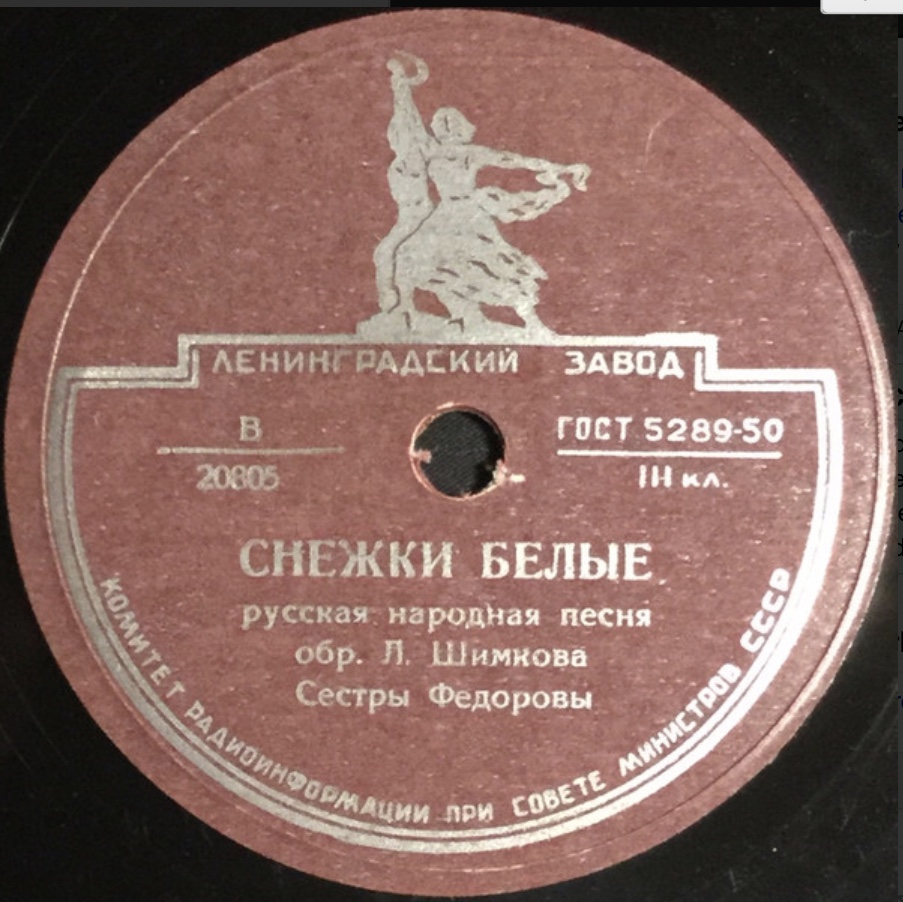 ЛЕНИНГРАДСКИЙ ЗАВОД
В
20805
ГОСТ 5289-50
III кл.
СНЕЖКИ БЕЛЫЕ
русская народная песня
обр. Л. Шимкова
Сестры Федоровы
КОМИТЕТ РАДИОИНФОРМАЦИИ ПРИ СОВЕТЕ МИНИСТРОВ СССР